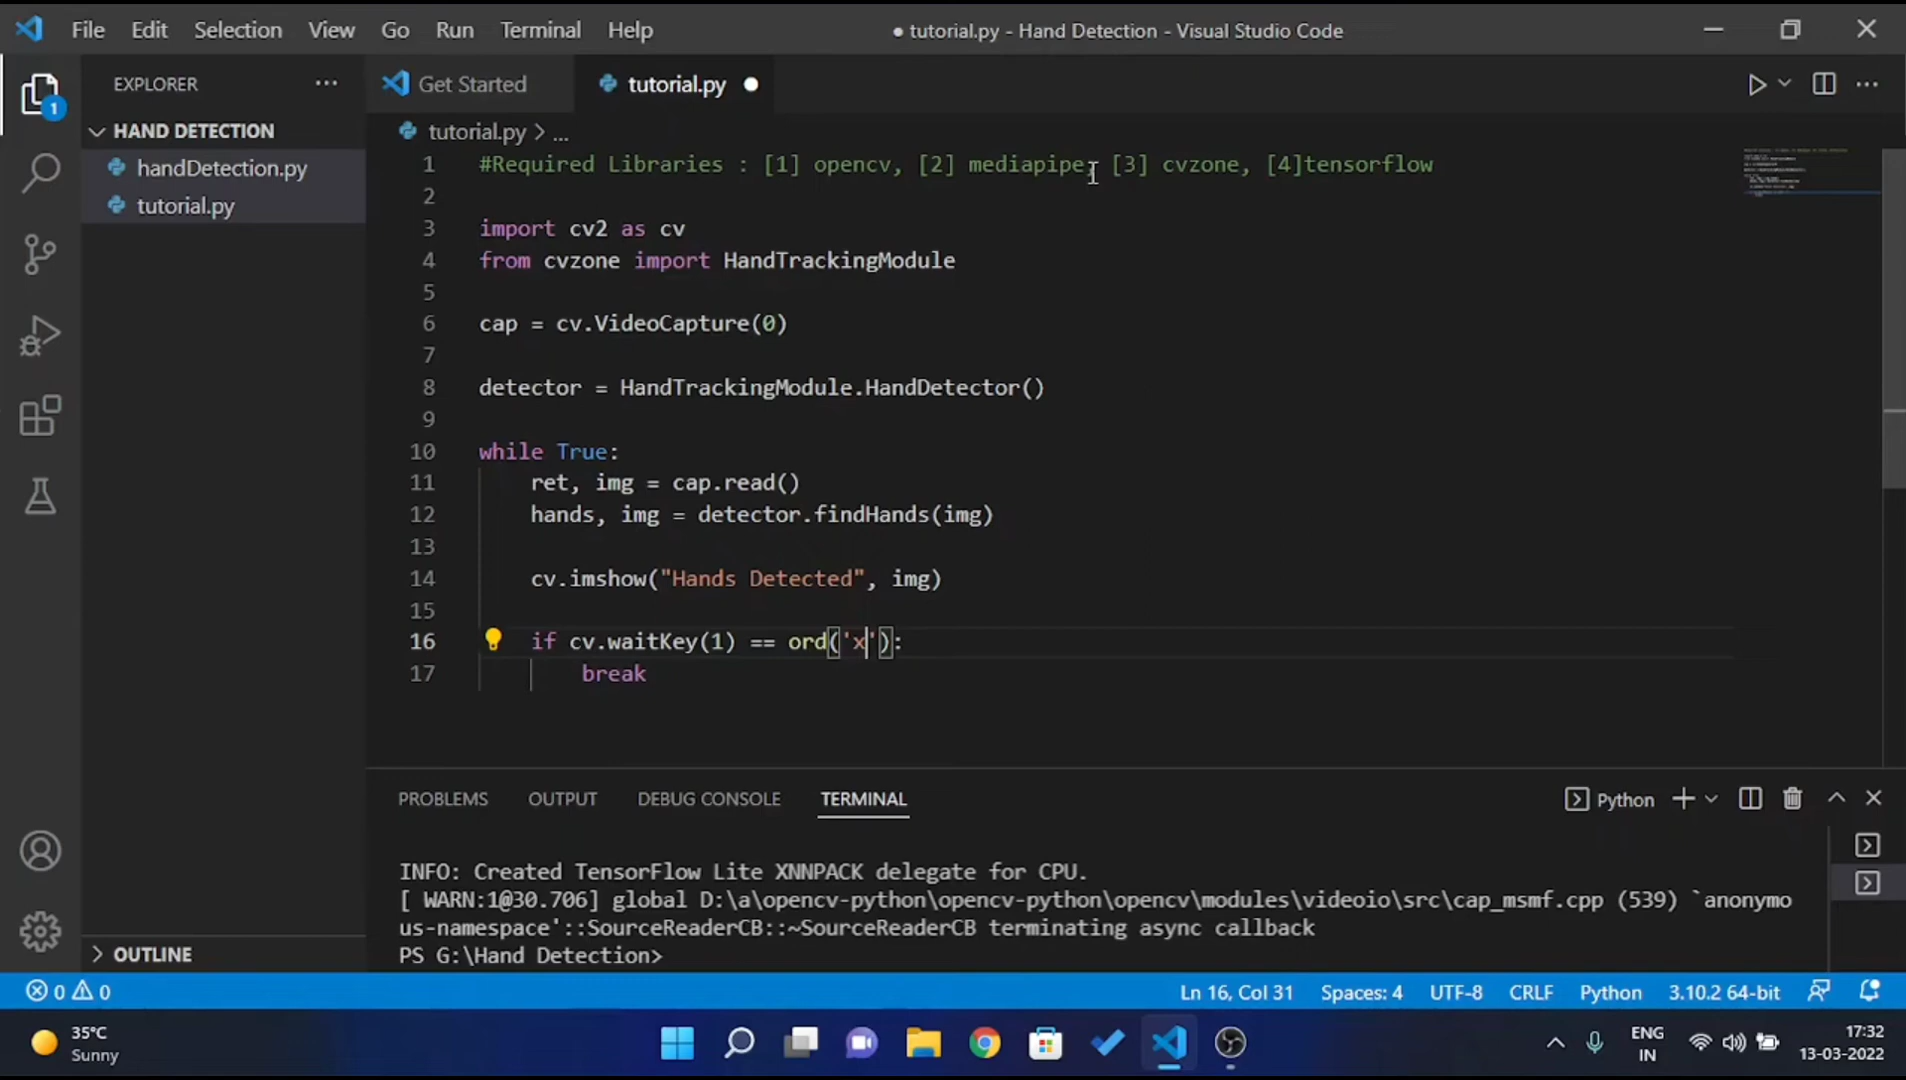 File Edit Selection View Go Run Terminal Help
● tutorial.py - Hand Detection - Visual Studio Code
EXPLORER
Get Started
tutorial.py
HAND DETECTION
tutorial.py > ...
handDetection.py
tutorial.py
1 #Required Libraries : [1] opencv, [2] mediapipe, [3] cvzone, [4]tensorflow
2
3 import cv2 as cv
4 from cvzone import HandTrackingModule
5
6 cap = cv.VideoCapture(0)
7
8 detector = HandTrackingModule.HandDetector()
9
10 while True:
11 ret, img = cap.read()
12 hands, img = detector.findHands(img)
13
14 cv.imshow("Hands Detected", img)
15
16 if cv.waitKey(1) == ord('x'):
17 break
1
PROBLEMS OUTPUT DEBUG CONSOLE TERMINAL
Python
INFO: Created TensorFlow Lite XNNPACK delegate for CPU.
[ WARN:1@30.706] global D:\a\opencv-python\opencv-python\opencv\modules\videoio\src\cap_msmf.cpp (539) `anonymo
us-namespace'::SourceReaderCB::~SourceReaderCB terminating async callback
PS G:\Hand Detection>
OUTLINE
0 0
Ln 16, Col 31 Spaces: 4 UTF-8 CRLF Python 3.10.2 64-bit
35°C
Sunny
ENG
IN
17:32
13-03-2022